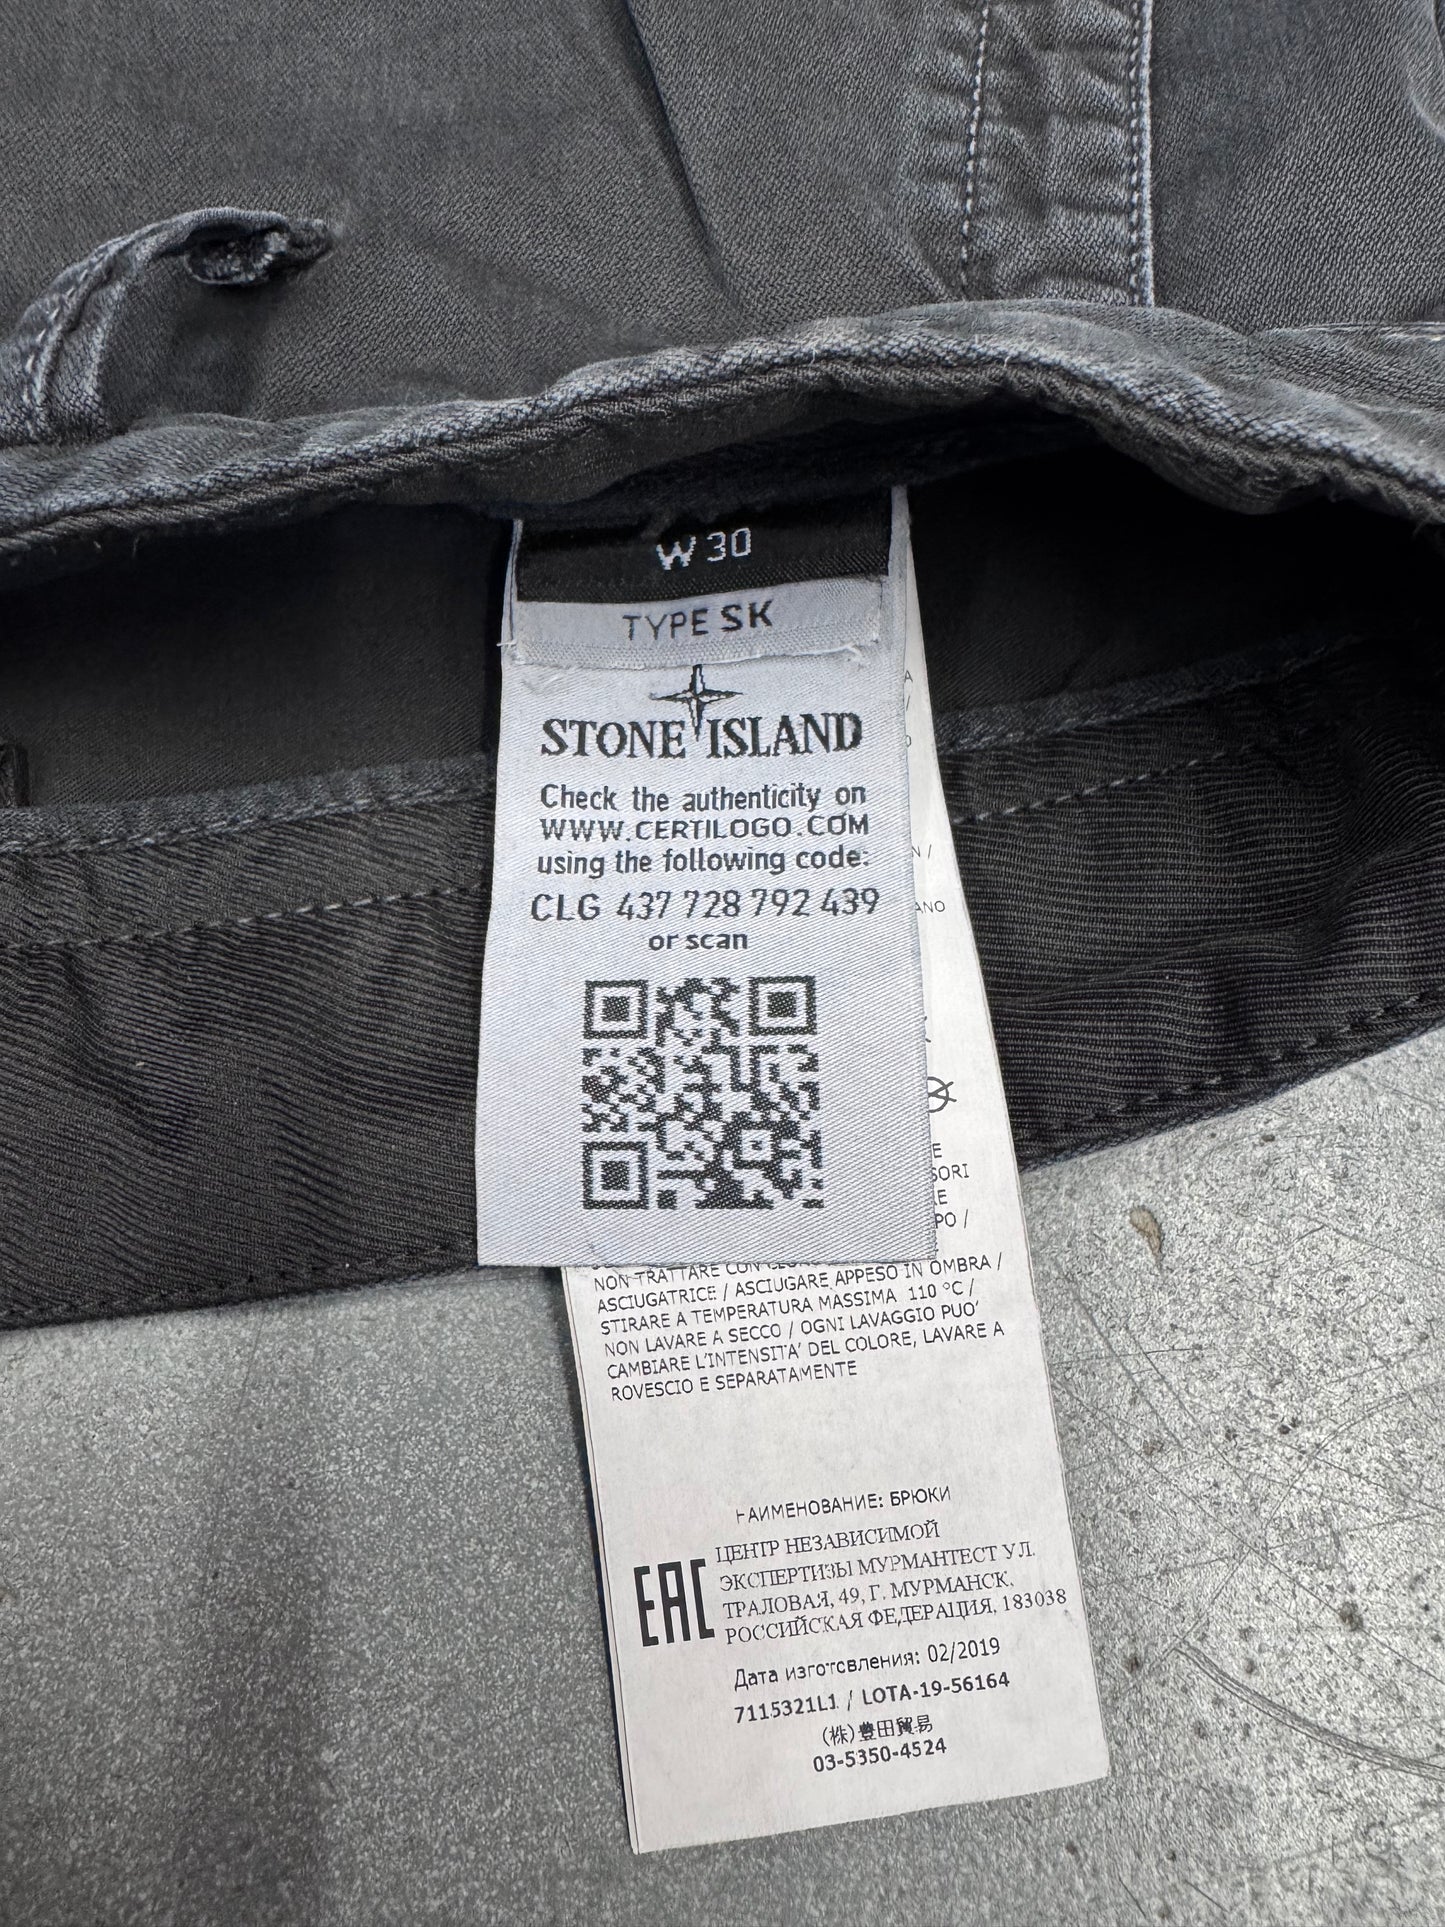 W 30
TYPE SK
STONE ISLAND
Check the authenticity on
WWW.CERTILOGO.COM
using the following code:
CLG 437 728 792 439
or scan
NON TRATTARE CON
ASCIUGATRICE / ASCIUGARE APPESO IN OMBRA /
STIRARE A TEMPERATURA MASSIMA 110 °C /
NON LAVARE A SECCO / OGNI LAVAGGIO PUO'
CAMBIARE L'INTENSITA' DEL COLORE, LAVARE A
ROVESCIO E SEPARATAMENTE
НАИМЕНОВАНИЕ: БРЮКИ
EAC
ЦЕНТР НЕЗАВИСИМОЙ
ЭКСПЕРТИЗЫ МУРМАНТЕСТ УЛ.
ТРАЛОВАЯ, 49, Г. МУРМАНСК,
РОССИЙСКАЯ ФЕДЕРАЦИЯ, 183038
Дата изготовления: 02/2019
7115321L1 / LOTA-19-56164
(株)豊田貿易
03-5350-4524